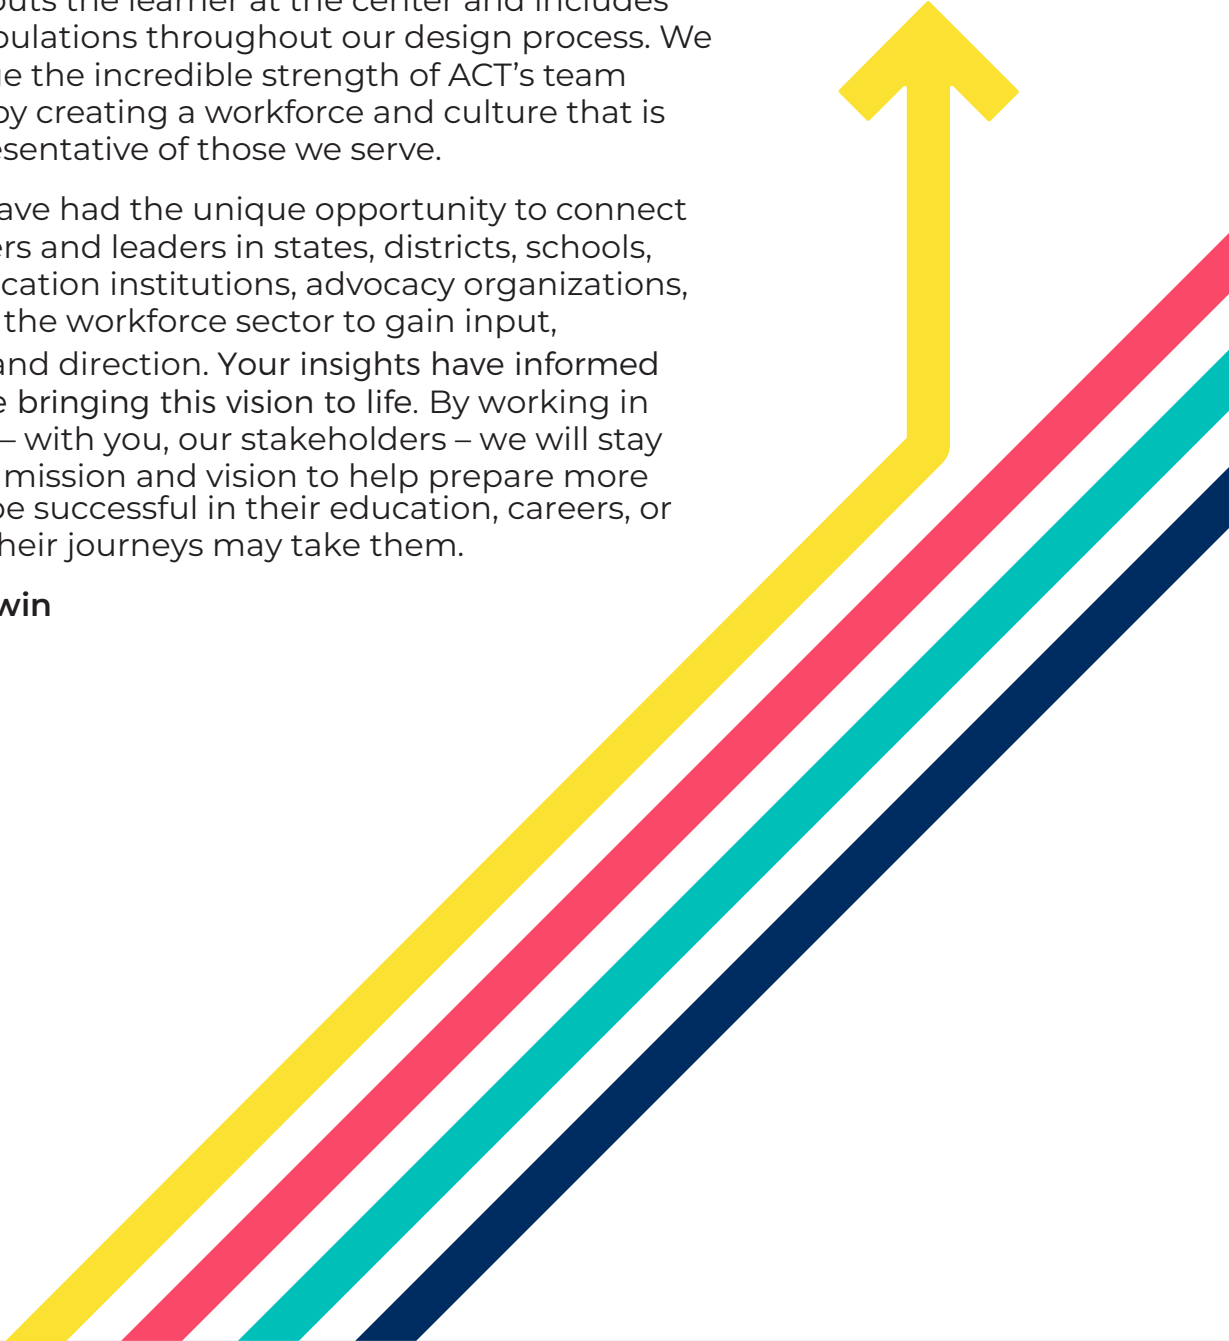 puts the learner at the center and includes
pulations throughout our design process. We
ge the incredible strength of ACT’s team
by creating a workforce and culture that is
esentative of those we serve.
ave had the unique opportunity to connect
ers and leaders in states, districts, schools,
cation institutions, advocacy organizations,
the workforce sector to gain input,
and direction. Your insights have informed
e bringing this vision to life. By working in
– with you, our stakeholders – we will stay
mission and vision to help prepare more
be successful in their education, careers, or
heir journeys may take them.
win